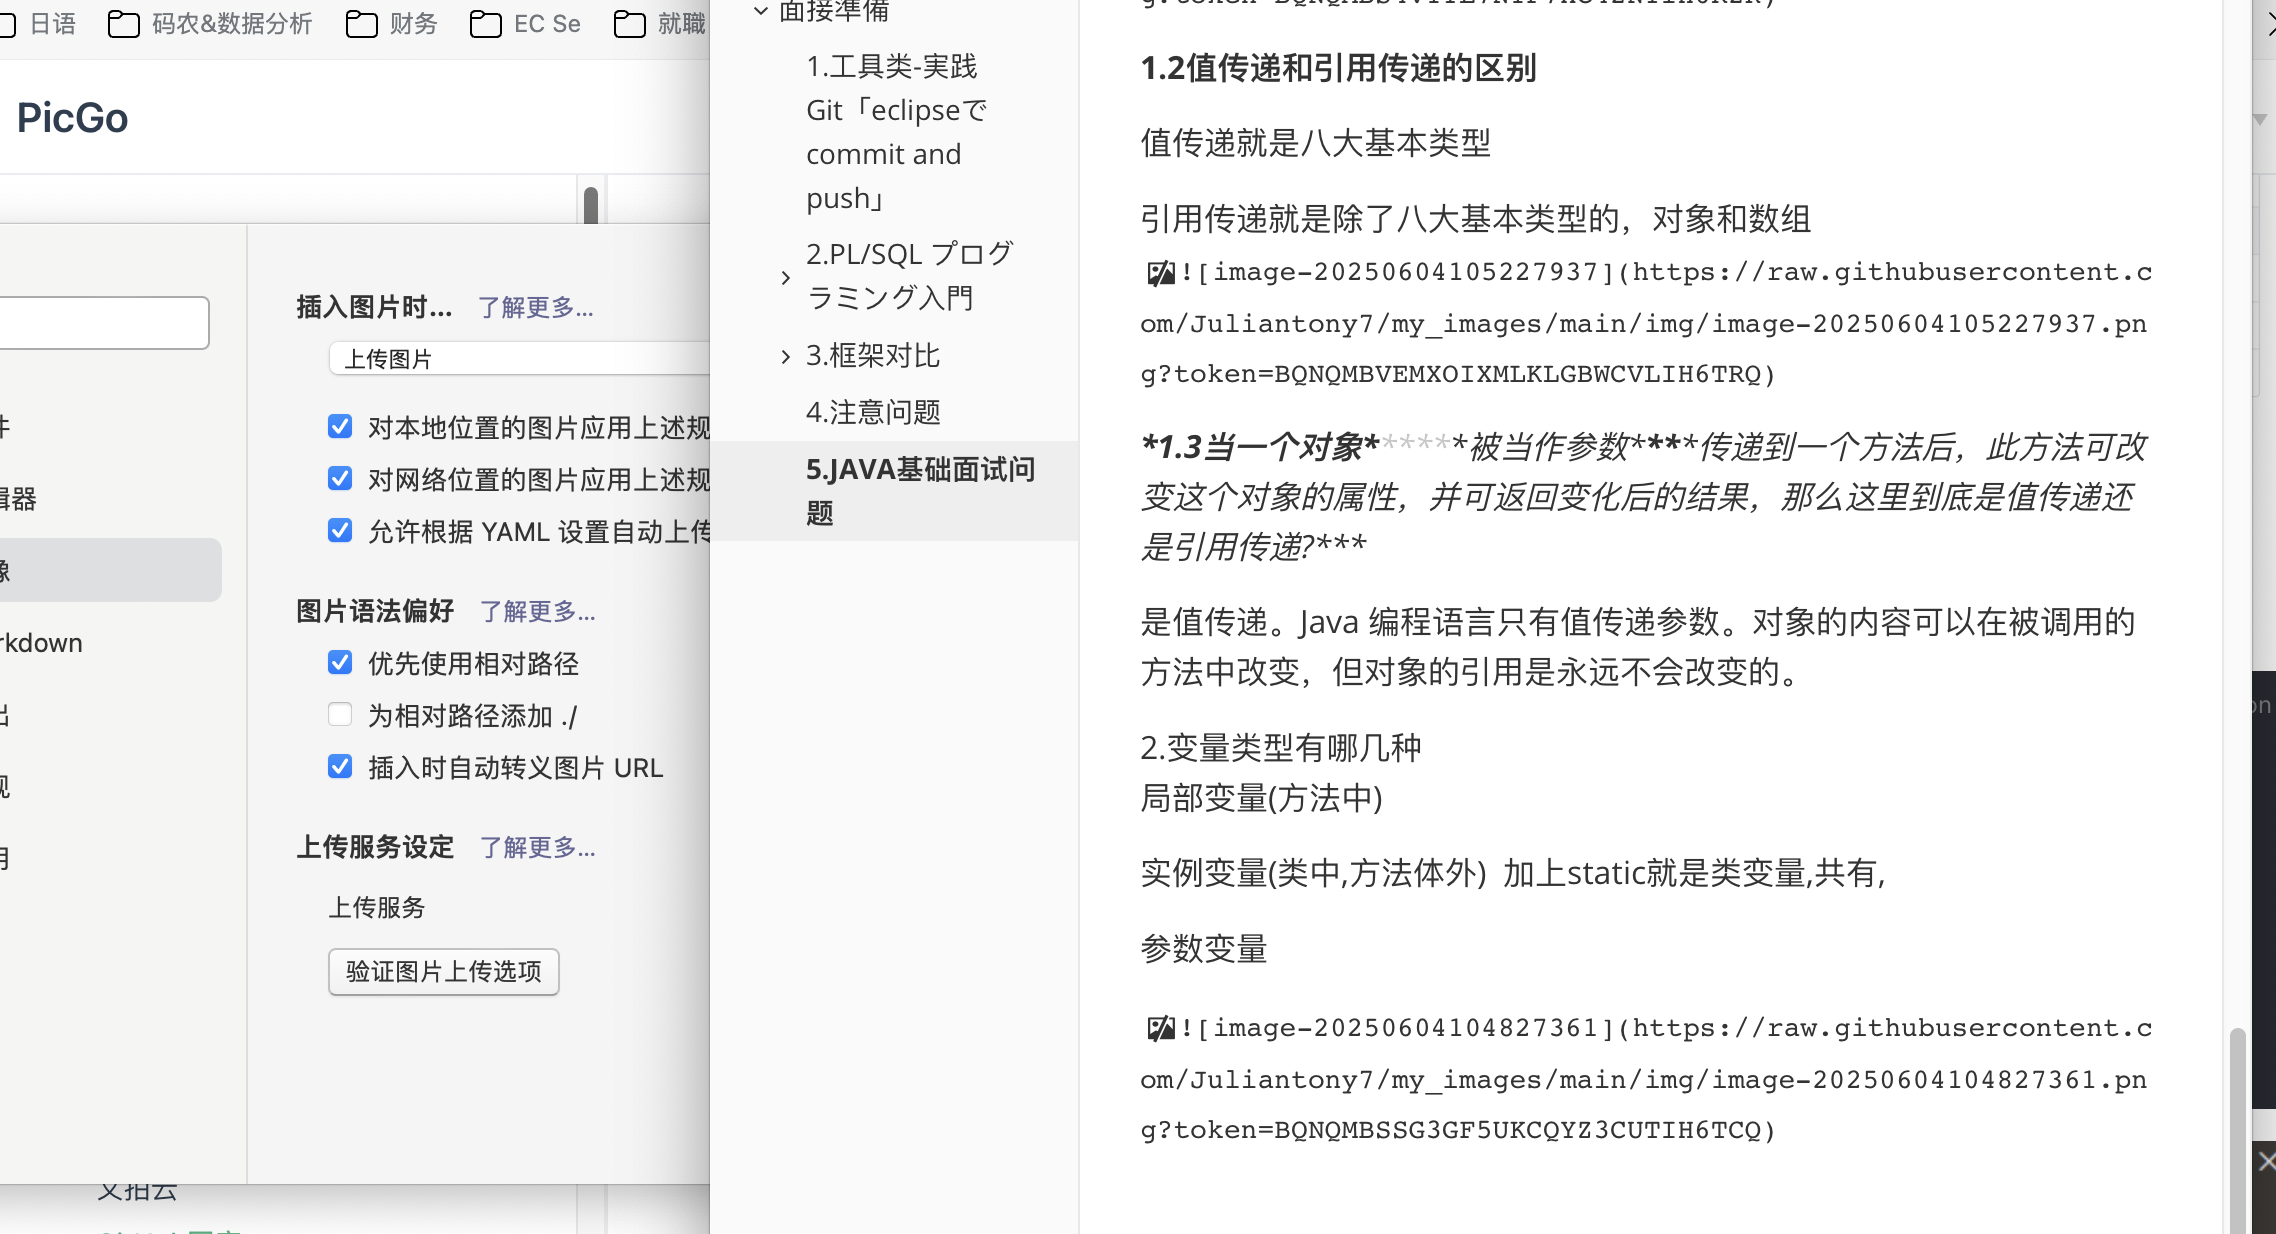 日语
码农&数据分析
财务
EC Se
就職
PicGo
插入图片时... 了解更多...
上传图片
对本地位置的图片应用上述规
对网络位置的图片应用上述规
允许根据 YAML 设置自动上传
图片语法偏好 了解更多...
优先使用相对路径
为相对路径添加 ./
插入时自动转义图片 URL
上传服务设定 了解更多...
上传服务
验证图片上传选项
件
辑器
像
rkdown
出
观
用
又拍云
面接準備
1.工具类-実践
Git「eclipseで
commit and
push」
2.PL/SQL プログ
ラミング入門
3.框架对比
4.注意问题
5.JAVA基础面试问
题
1.2值传递和引用传递的区别
值传递就是八大基本类型
引用传递就是除了八大基本类型的，对象和数组
![image-20250604105227937](https://raw.githubusercontent.c
om/Juliantony7/my_images/main/img/image-20250604105227937.pn
g?token=BQNQMBVEMXOIXMLKLGBWCVLIH6TRQ)
*1.3当一个对象******被当作参数****传递到一个方法后，此方法可改
变这个对象的属性，并可返回变化后的结果，那么这里到底是值传递还
是引用传递?***
是值传递。Java 编程语言只有值传递参数。对象的内容可以在被调用的
方法中改变，但对象的引用是永远不会改变的。
2.变量类型有哪几种
局部变量(方法中)
实例变量(类中,方法体外) 加上static就是类变量,共有,
参数变量
![image-20250604104827361](https://raw.githubusercontent.c
om/Juliantony7/my_images/main/img/image-20250604104827361.pn
g?token=BQNQMBSSG3GF5UKCQYZ3CUTIH6TCQ)
on